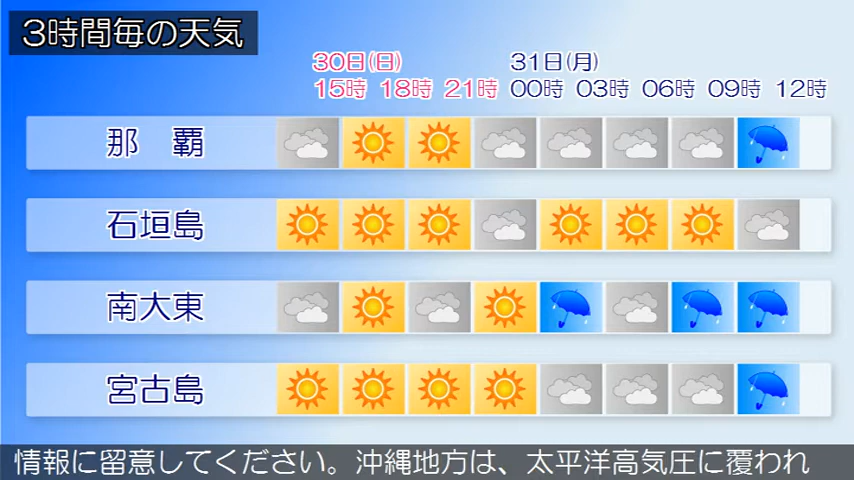 3時間毎の天気
30日(日) 31日(月)
15時 18時 21時 00時 03時 06時 09時 12時
那　覇
石垣島
南大東
宮古島
情報に留意してください。沖縄地方は、太平洋高気圧に覆われ